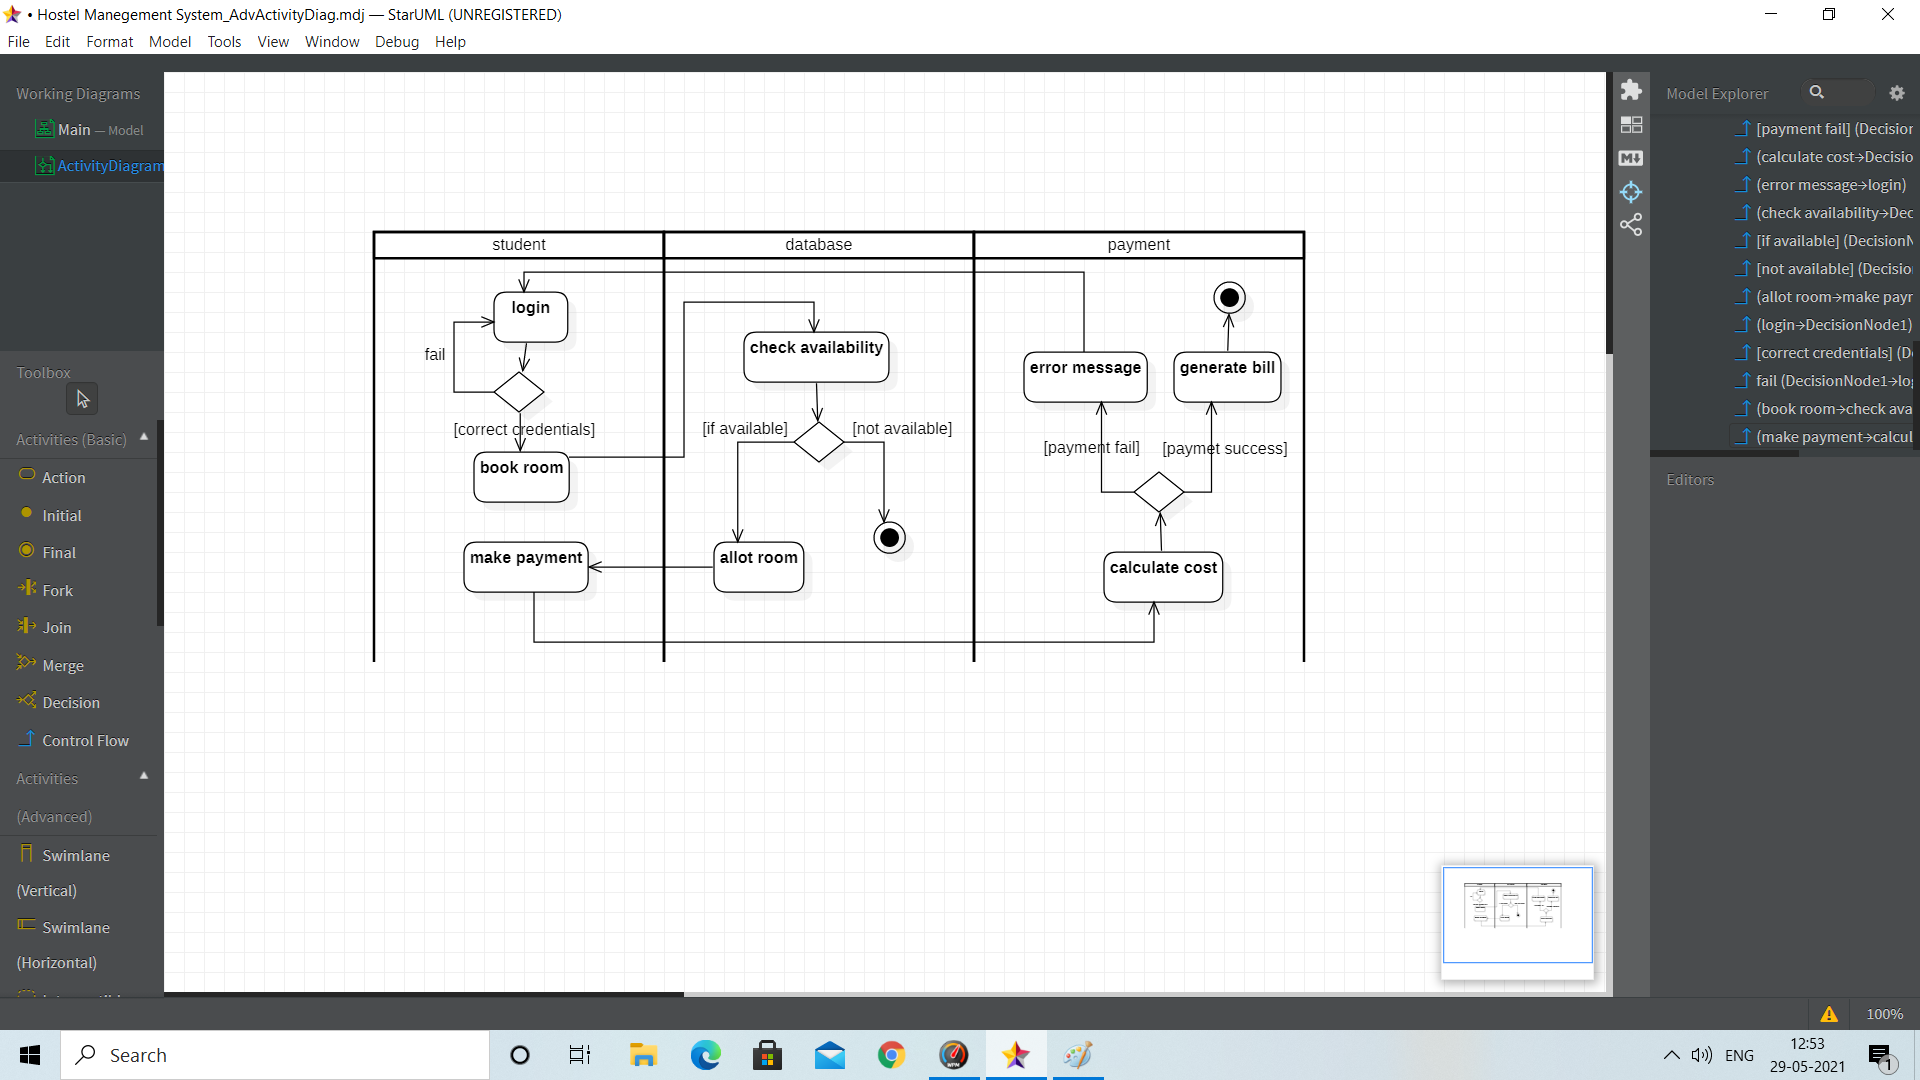 • Hostel Manegement System_AdvActivityDiag.mdj — StarUML (UNREGISTERED)
File Edit Format Model Tools View Window Debug Help
Working Diagrams
Main — Model
ActivityDiagram
Toolbox
Activities (Basic)
Action
Initial
Final
Fork
Join
Merge
Decision
Control Flow
Activities
(Advanced)
Swimlane
(Vertical)
Swimlane
(Horizontal)
student
database
payment
login
fail
[correct credentials]
book room
make payment
check availability
[if available]
[not available]
allot room
error message
generate bill
[payment fail]
[paymet success]
calculate cost
Model Explorer
[payment fail] (Decision
(calculate cost→Decisio
(error message→login)
(check availability→Dec
[if available] (DecisionN
[not available] (Decisio
(allot room→make payr
(login→DecisionNode1)
[correct credentials] (D
fail (DecisionNode1→log
(book room→check ava
(make payment→calcul
Editors
100%
Search
ENG
12:53
29-05-2021
1